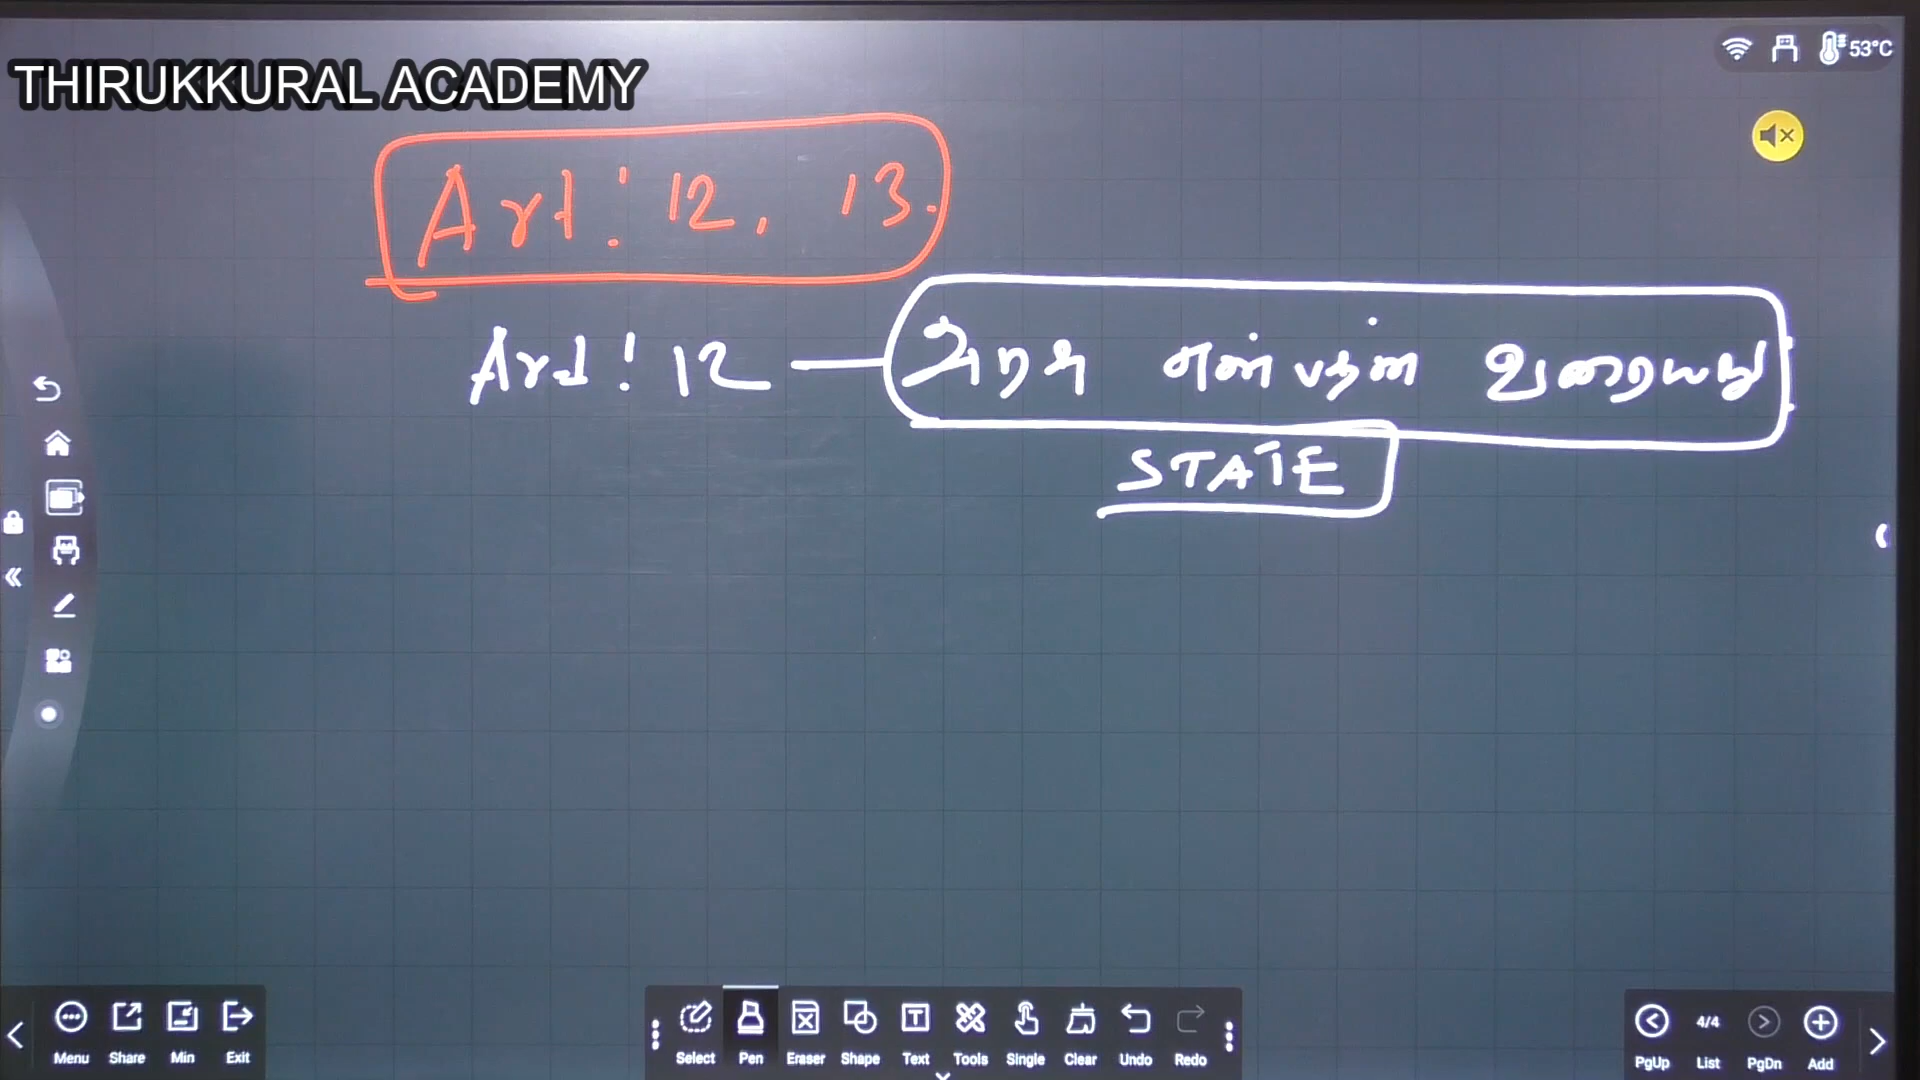 THIRUKKURAL ACADEMY
53°C
Art: 12, 13.
Art: 12 — அரசு என்பதன் வரையறை
STATE
Menu Share Min Exit
Select Pen Eraser Shape Text Tools Single Clear Undo Redo
PgUp 4/4 List PgDn Add